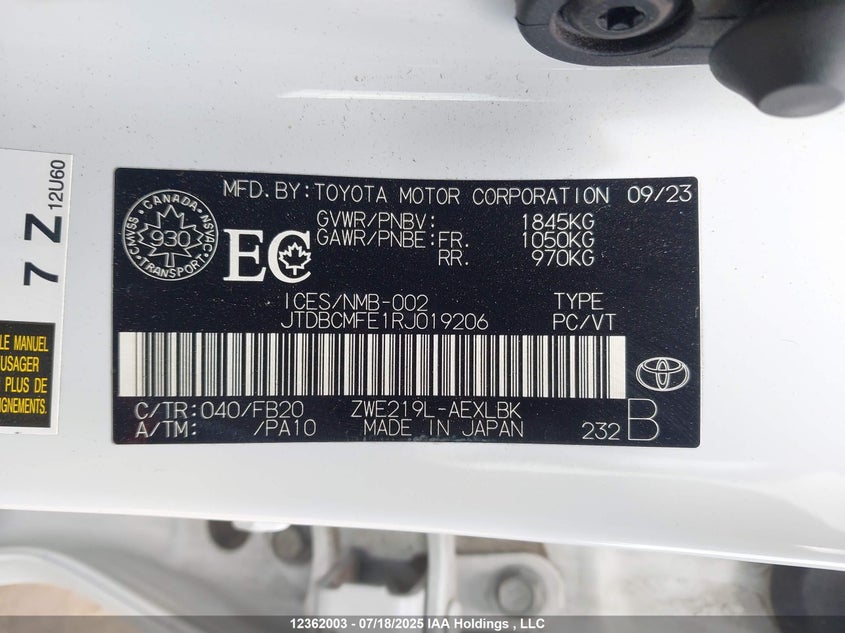 MFD.BY:TOYOTA MOTOR CORPORATION 09/23
GVWR/PNBV: 1845KG
GAWR/PNBE:FR. 1050KG
RR. 970KG
CMVSS CANADA NSVAC
930
TRANSPORT
EC
ICES/NMB-002 TYPE
JTDBCMFE1RJ019206 PC/VT
C/TR:040/FB20 ZWE219L-AEXLBK
A/TM: /PA10 MADE IN JAPAN 232 B
7 Z 12U60
LE MANUEL
'USAGER
PLUS DE
IGNEMENTS.
12362003 - 07/18/2025 IAA Holdings, LLC